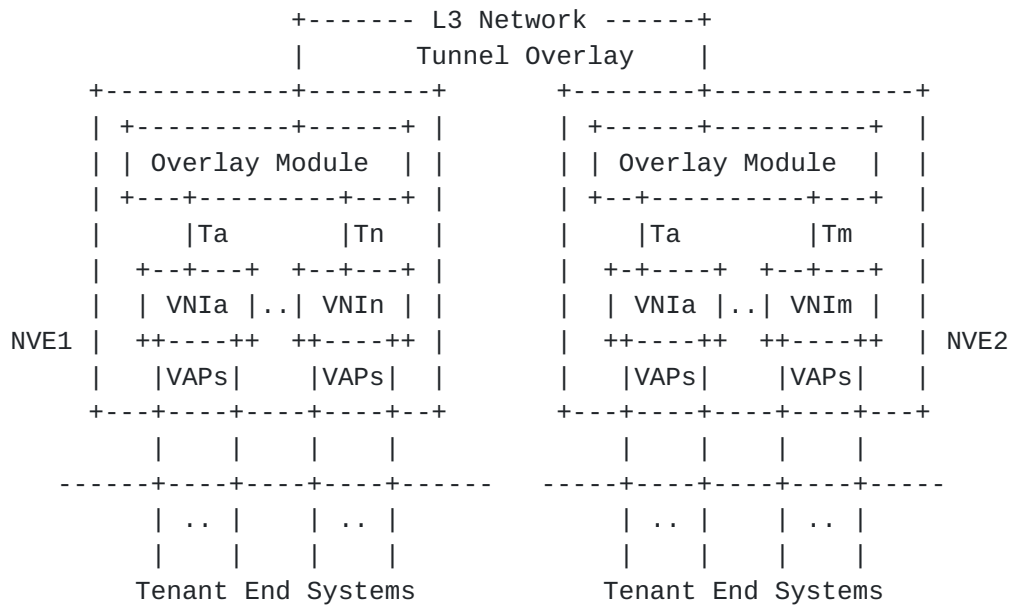 +------- L3 Network ------+
|       Tunnel Overlay    |
+------------+--------+       +--------+-------------+
| +----------+------+ |       | +------+----------+  |
| | Overlay Module  | |       | | Overlay Module  |  |
| +---+---------+---+ |       | +--+----------+---+  |
|     |Ta       |Tn   |       |    |Ta        |Tm    |
|  +--+---+  +--+---+ |       |  +-+----+  +--+---+  |
|  | VNIa |..| VNIn | |       |  | VNIa |..| VNIm |  |
NVE1 |  ++----++  ++----++ |       |  ++----++  ++----++  | NVE2
|   |VAPs|    |VAPs|  |       |   |VAPs|    |VAPs|   |
+---+----+----+----+--+       +---+----+----+----+---+
|    |    |    |              |    |    |    |
------+----+----+----+------   -----+----+----+----+-----
| .. |    | .. |              | .. |    | .. |
|    |    |    |              |    |    |    |
Tenant End Systems            Tenant End Systems